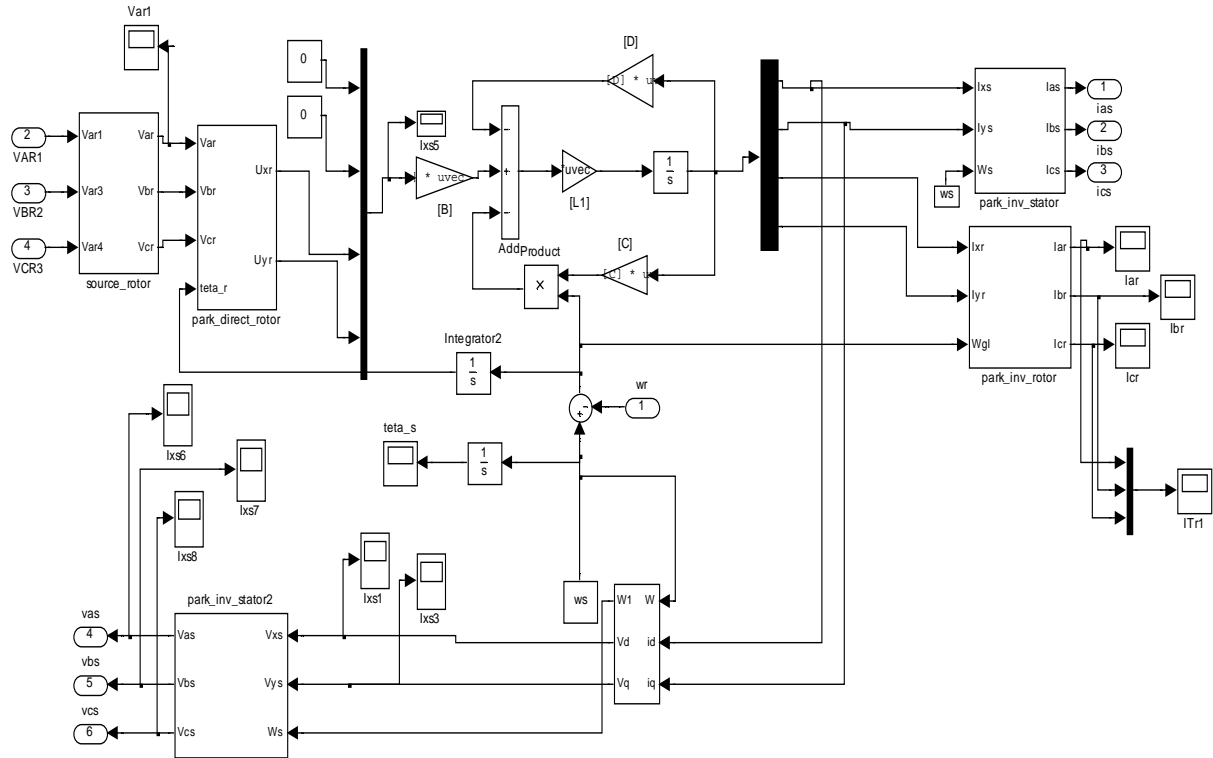 Var1
0
0
[D]
[D] * u
2
VAR1
3
VBR2
4
VCR3
Var1
Var3
Var4
Var
Vbr
Vcr
source_rotor
Var
Vbr
Vcr
teta_r
Uxr
Uyr
park_direct_rotor
Ixs5
* uvec
[B]
Add
*uvec
[L1]
1
s
Product
×
[C]
[C] * u
Ixs
Iys
Ws
Ias
Ibs
Ics
park_inv_stator
ws
1
ias
2
ibs
3
ics
Ixr
Iyr
Wgl
Iar
Ibr
Icr
park_inv_rotor
Iar
Ibr
Icr
Integrator2
1
s
wr
1
teta_s
1
s
Ixs6
Ixs7
Ixs8
Ixs1
Ixs3
ITr1
ws
W1
Vd
Vq
W
id
iq
park_inv_stator2
Vas
Vbs
Vcs
Vxs
Vys
Ws
vas
4
vbs
5
vcs
6